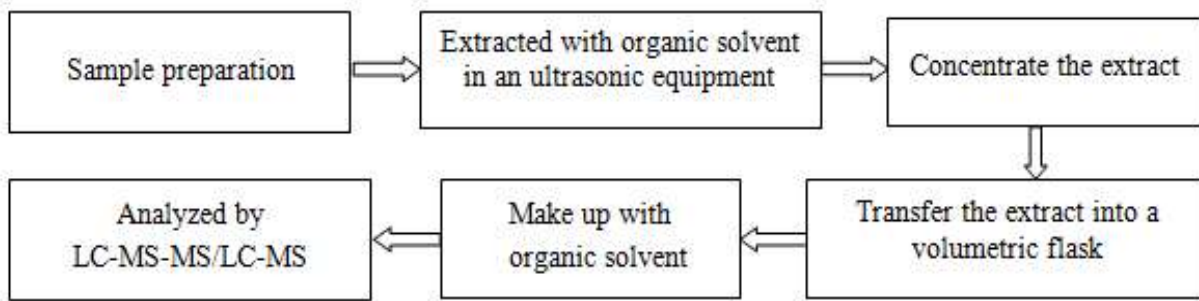 Sample preparation
Extracted with organic solvent
in an ultrasonic equipment
Concentrate the extract
Transfer the extract into a
volumetric flask
Make up with
organic solvent
Analyzed by
LC-MS-MS/LC-MS